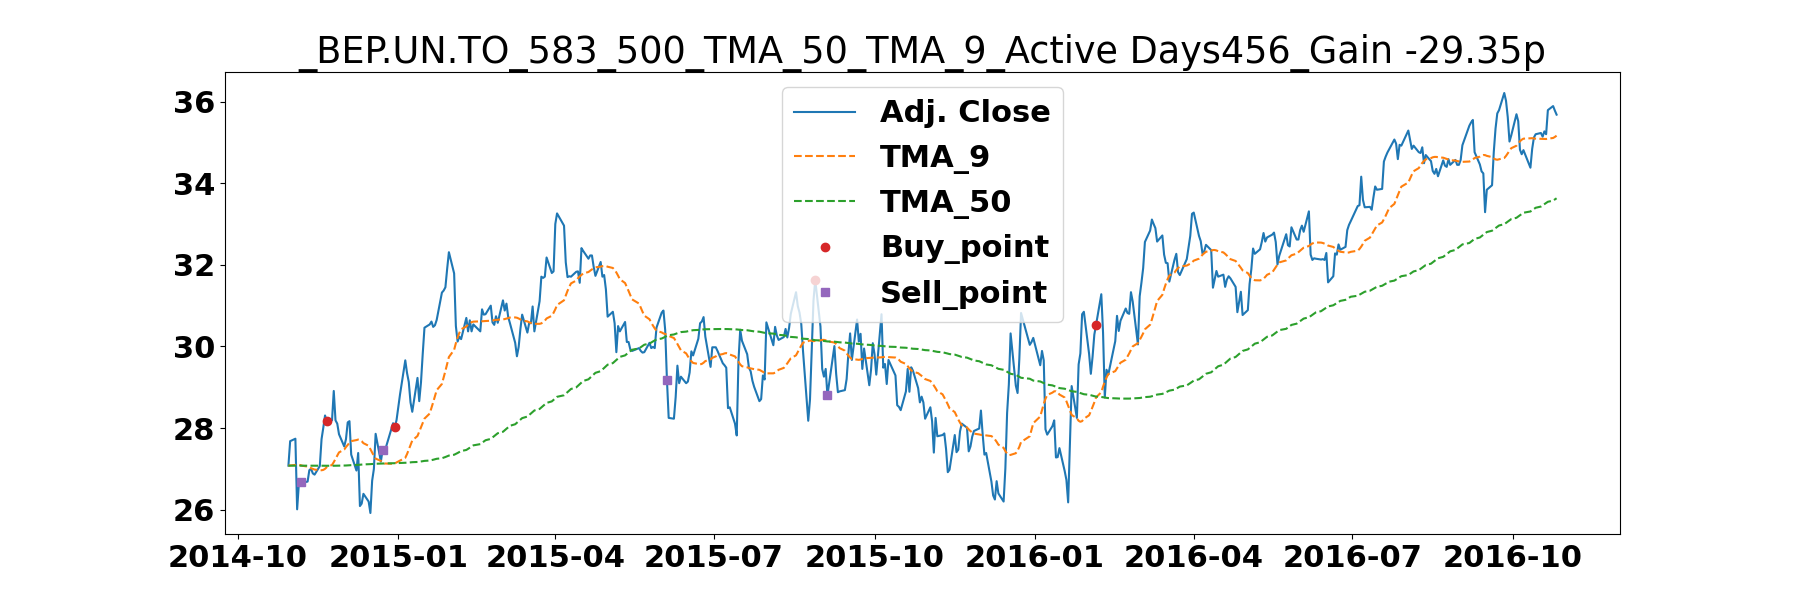 _BEP.UN.TO_583_500_TMA_50_TMA_9_Active Days456_Gain -29.35p
Adj. Close
TMA_9
TMA_50
Buy_point
Sell_point
36
34
32
30
28
26
2014-10 2015-01 2015-04 2015-07 2015-10 2016-01 2016-04 2016-07 2016-10